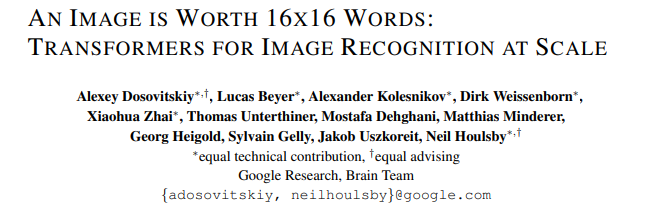 AN IMAGE IS WORTH 16X16 WORDS:
TRANSFORMERS FOR IMAGE RECOGNITION AT SCALE
Alexey Dosovitskiy*,†, Lucas Beyer*, Alexander Kolesnikov*, Dirk Weissenborn*,
Xiaohua Zhai*, Thomas Unterthiner, Mostafa Dehghani, Matthias Minderer,
Georg Heigold, Sylvain Gelly, Jakob Uszkoreit, Neil Houlsby*,†
*equal technical contribution, †equal advising
Google Research, Brain Team
{adosovitskiy, neilhoulsby}@google.com